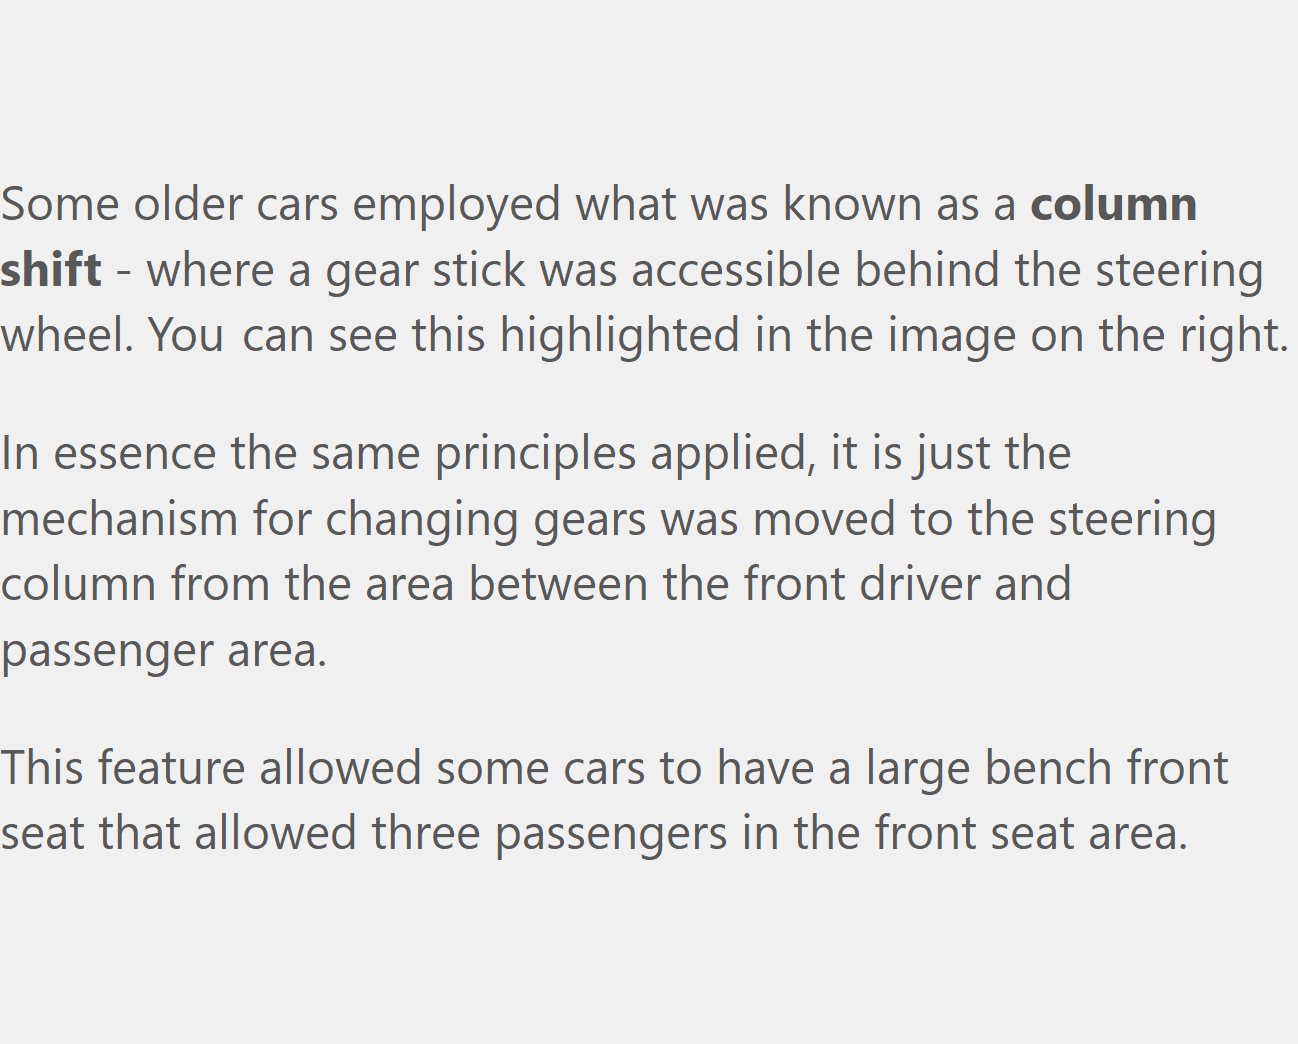 Some older cars employed what was known as a column
shift - where a gear stick was accessible behind the steering
wheel. You can see this highlighted in the image on the right.
In essence the same principles applied, it is just the
mechanism for changing gears was moved to the steering
column from the area between the front driver and
passenger area.
This feature allowed some cars to have a large bench front
seat that allowed three passengers in the front seat area.